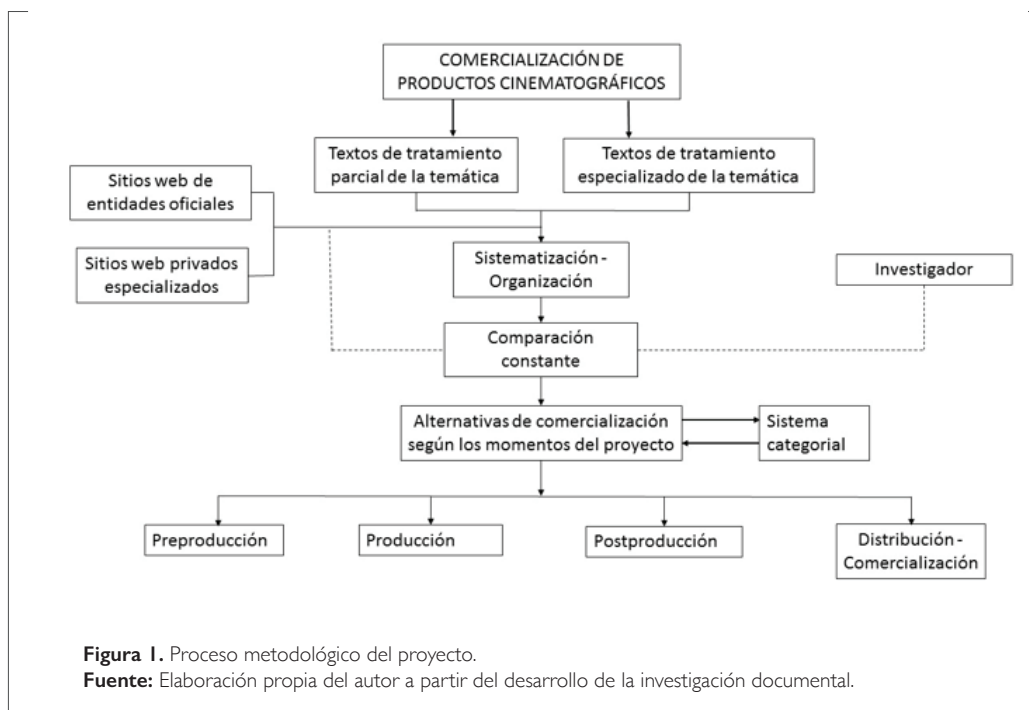 COMERCIALIZACIÓN DE
PRODUCTOS CINEMATOGRÁFICOS
Textos de tratamiento
parcial de la temática
Textos de tratamiento
especializado de la temática
Sitios web de
entidades oficiales
Sitios web privados
especializados
Sistematización -
Organización
Investigador
Comparación
constante
Alternativas de comercialización
según los momentos del proyecto
Sistema
categorial
Preproducción
Producción
Postproducción
Distribución -
Comercialización
Figura 1. Proceso metodológico del proyecto.
Fuente: Elaboración propia del autor a partir del desarrollo de la investigación documental.